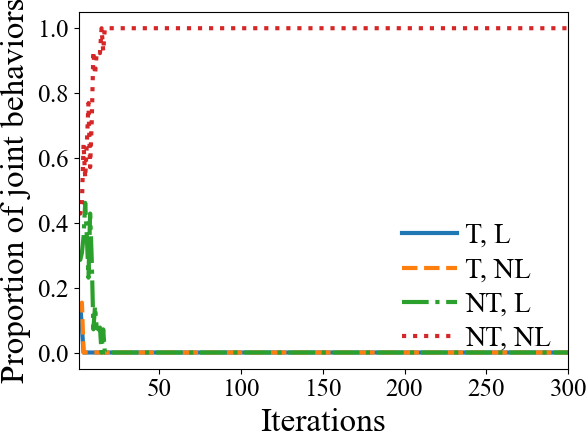 Proportion of joint behaviors
1.0
0.8
0.6
0.4
0.2
0.0
T, L
T, NL
NT, L
NT, NL
50 100 150 200 250 300
Iterations